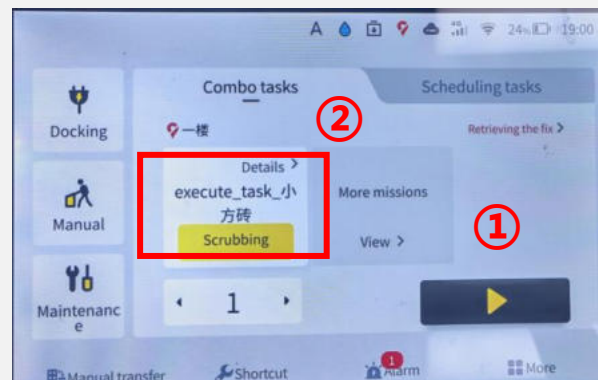 A 4G 24% 19:00
Combo tasks
Scheduling tasks
②
Docking
一楼
Retrieving the fix >
Details >
execute_task_小
方砖
Scrubbing
More missions
View >
①
Manual
Maintenanc
e
1
Manual transfer
Shortcut
1
Alarm
More